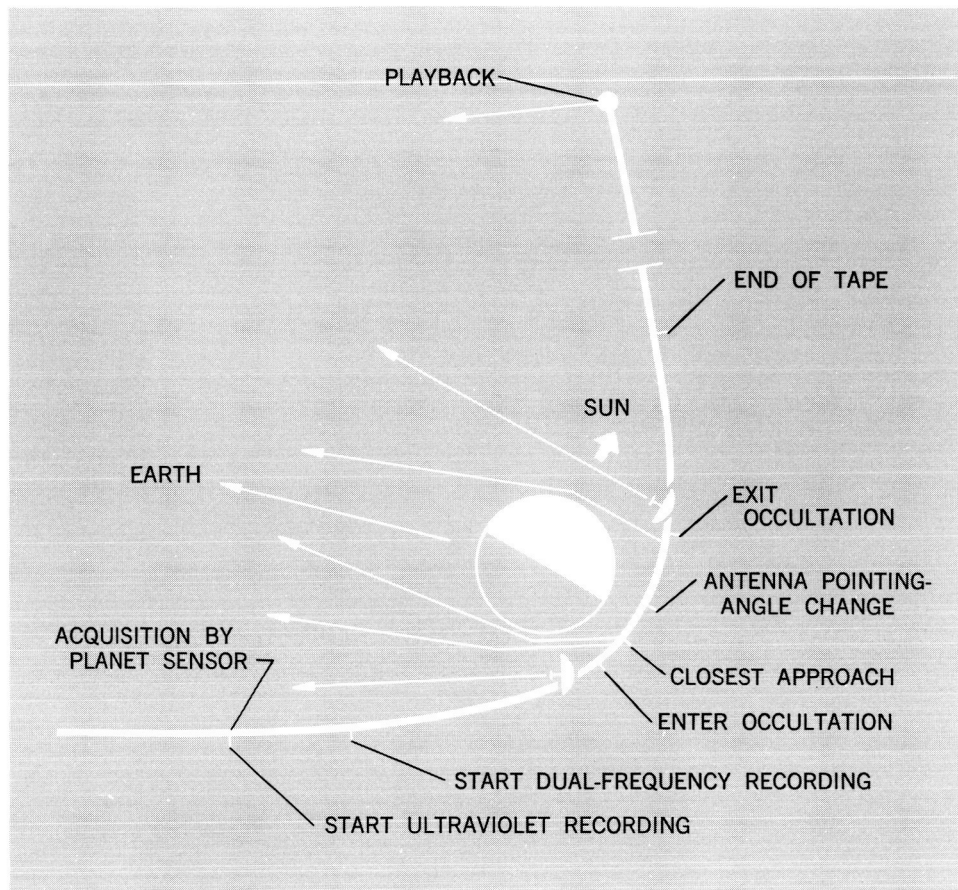 PLAYBACK
END OF TAPE
SUN
EARTH
EXIT
OCCULTATION
ANTENNA POINTING-
ANGLE CHANGE
ACQUISITION BY
PLANET SENSOR
CLOSEST APPROACH
ENTER OCCULTATION
START DUAL-FREQUENCY RECORDING
START ULTRAVIOLET RECORDING